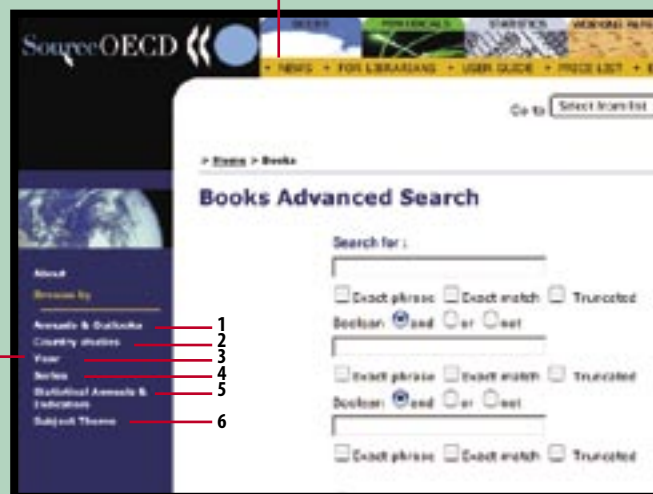 SourceOECD
BOOKS PERIODICALS STATISTICS WORKING
• NEWS • FOR LIBRARIANS • USER GUIDE • PRICE LIST •
Go to Select from list
> Home > Books
Books Advanced Search
Search for :
Exact phrase Exact match Truncated
Boolean and or not
Exact phrase Exact match Truncated
Boolean and or not
Exact phrase Exact match Truncated
About
Browse by
Annuals & Outlooks 1
Country studies 2
Year 3
Series 4
Statistical Annuals & 5
Indicators
Subject Theme 6